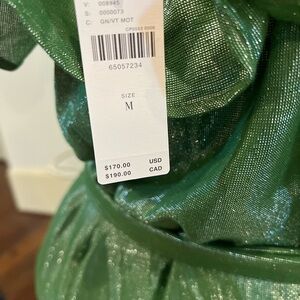 V: 008945
S: 0000073
C: GN/VT MOT
65057234
SIZE
M
$170.00 USD
$190.00 CAD